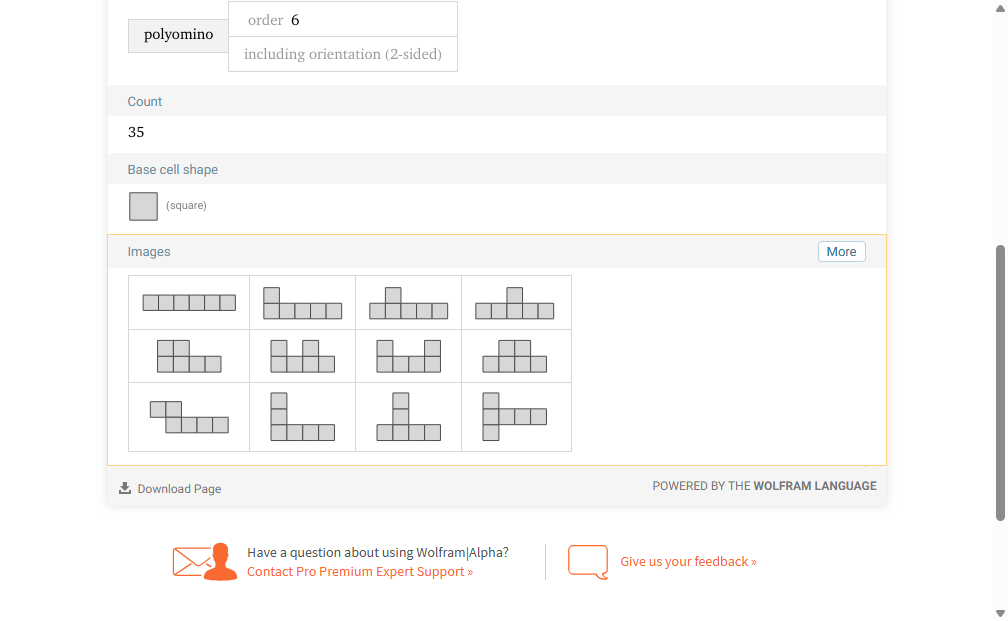 polyomino
order 6
including orientation (2-sided)
Count
35
Base cell shape
(square)
Images
More
Download Page
POWERED BY THE WOLFRAM LANGUAGE
Have a question about using Wolfram|Alpha?
Contact Pro Premium Expert Support »
Give us your feedback »